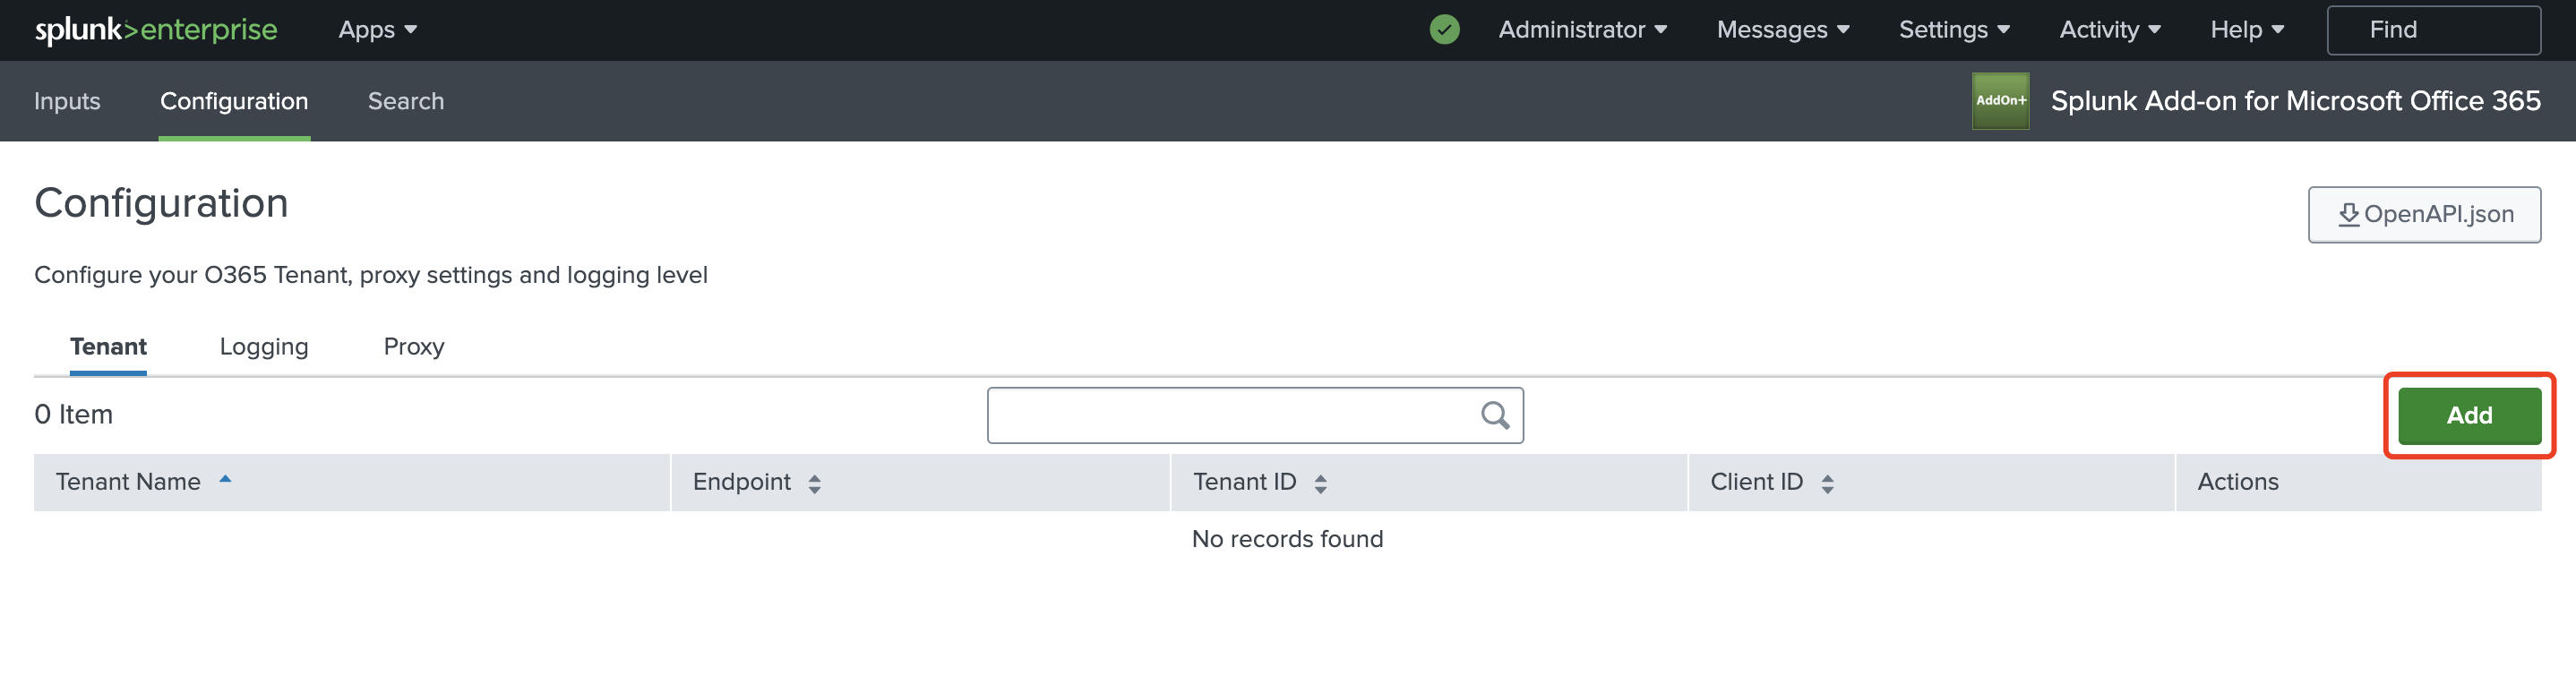 splunk>enterprise Apps Administrator Messages Settings Activity Help Find
Inputs Configuration Search AddOn+ Splunk Add-on for Microsoft Office 365
Configuration
OpenAPI.json
Configure your O365 Tenant, proxy settings and logging level
Tenant Logging Proxy
0 Item Add
Tenant Name Endpoint Tenant ID Client ID Actions
No records found